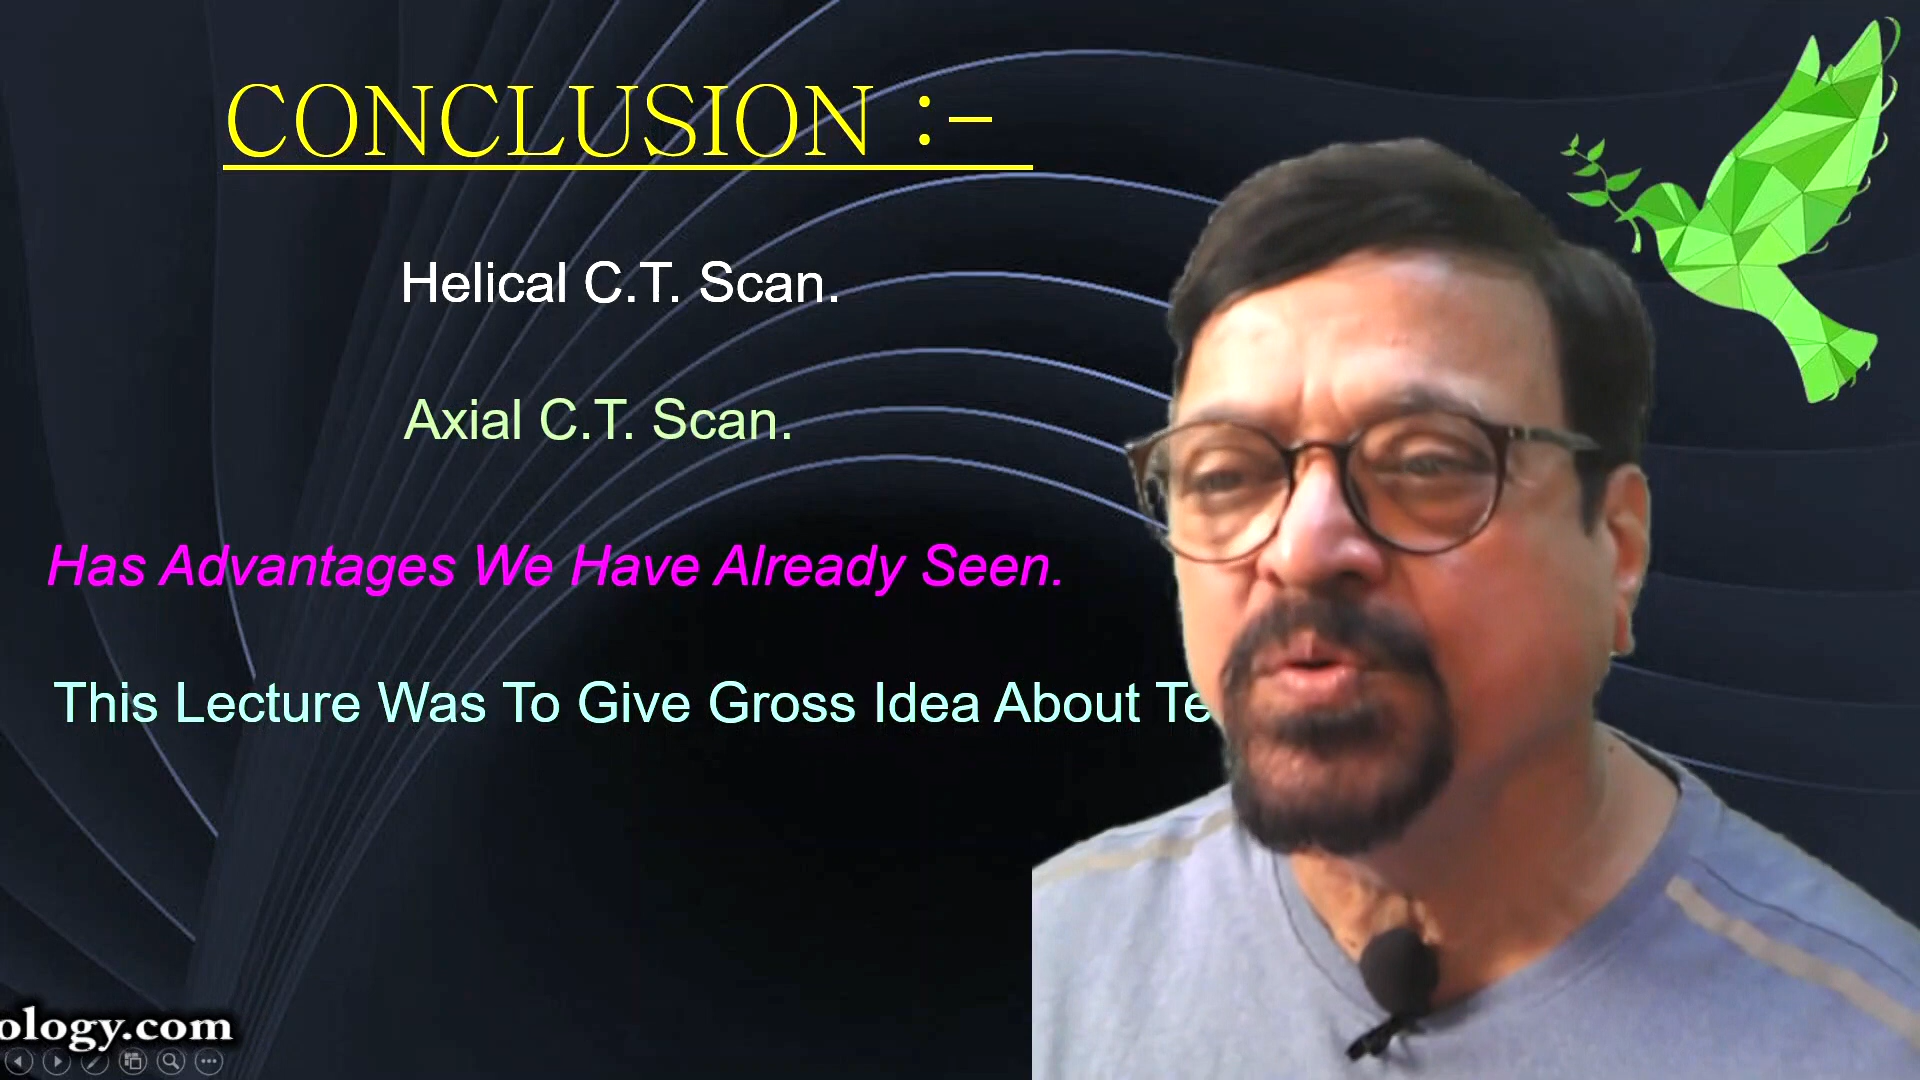 CONCLUSION :-
Helical C.T. Scan.
Axial C.T. Scan.
Has Advantages We Have Already Seen.
This Lecture Was To Give Gross Idea About
ology.com